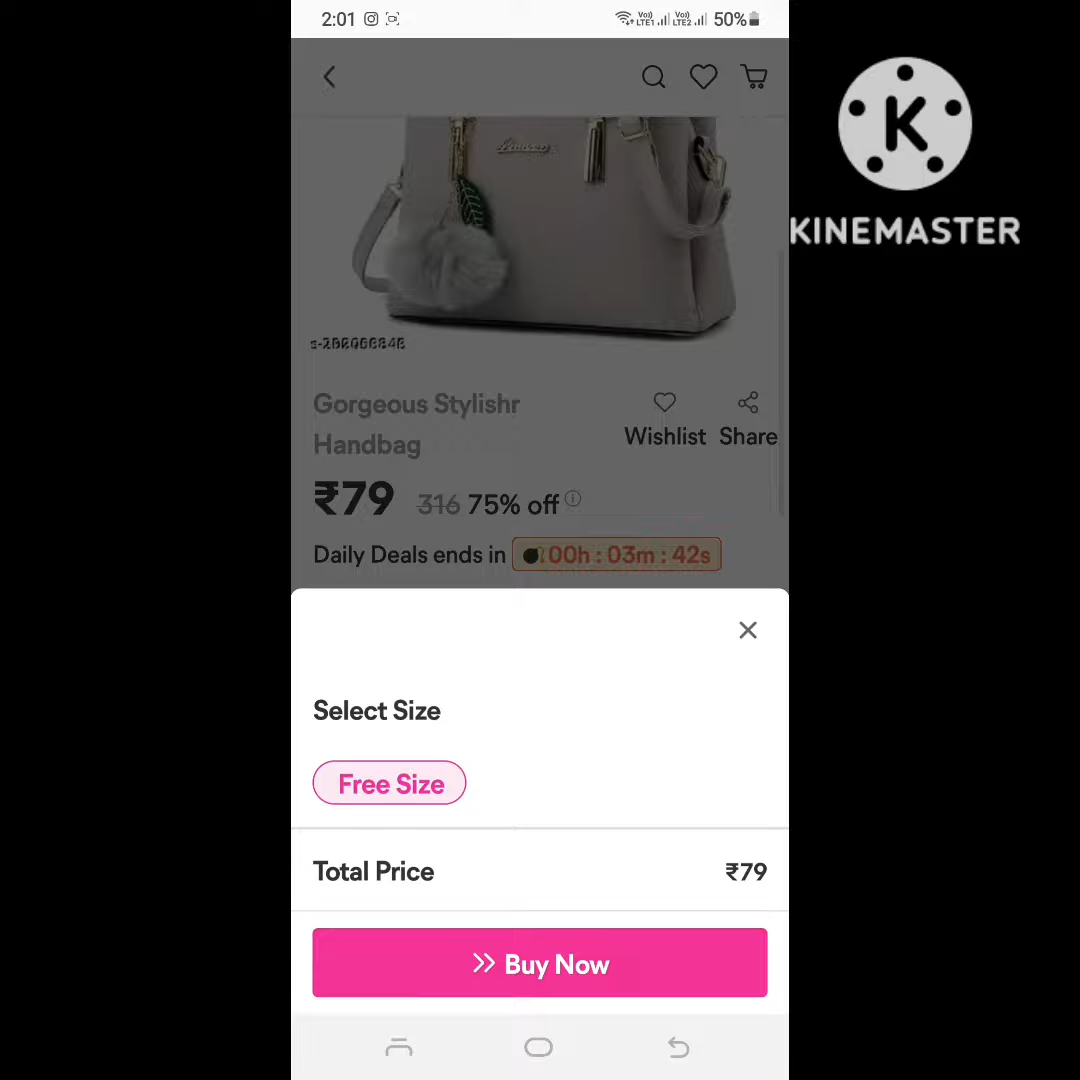 2:01 50%
K
KINEMASTER
Gorgeous Stylishr
Handbag
Wishlist Share
₹79 316 75% off
Daily Deals ends in 00h : 03m : 42s
Select Size
Free Size
Total Price ₹79
Buy Now